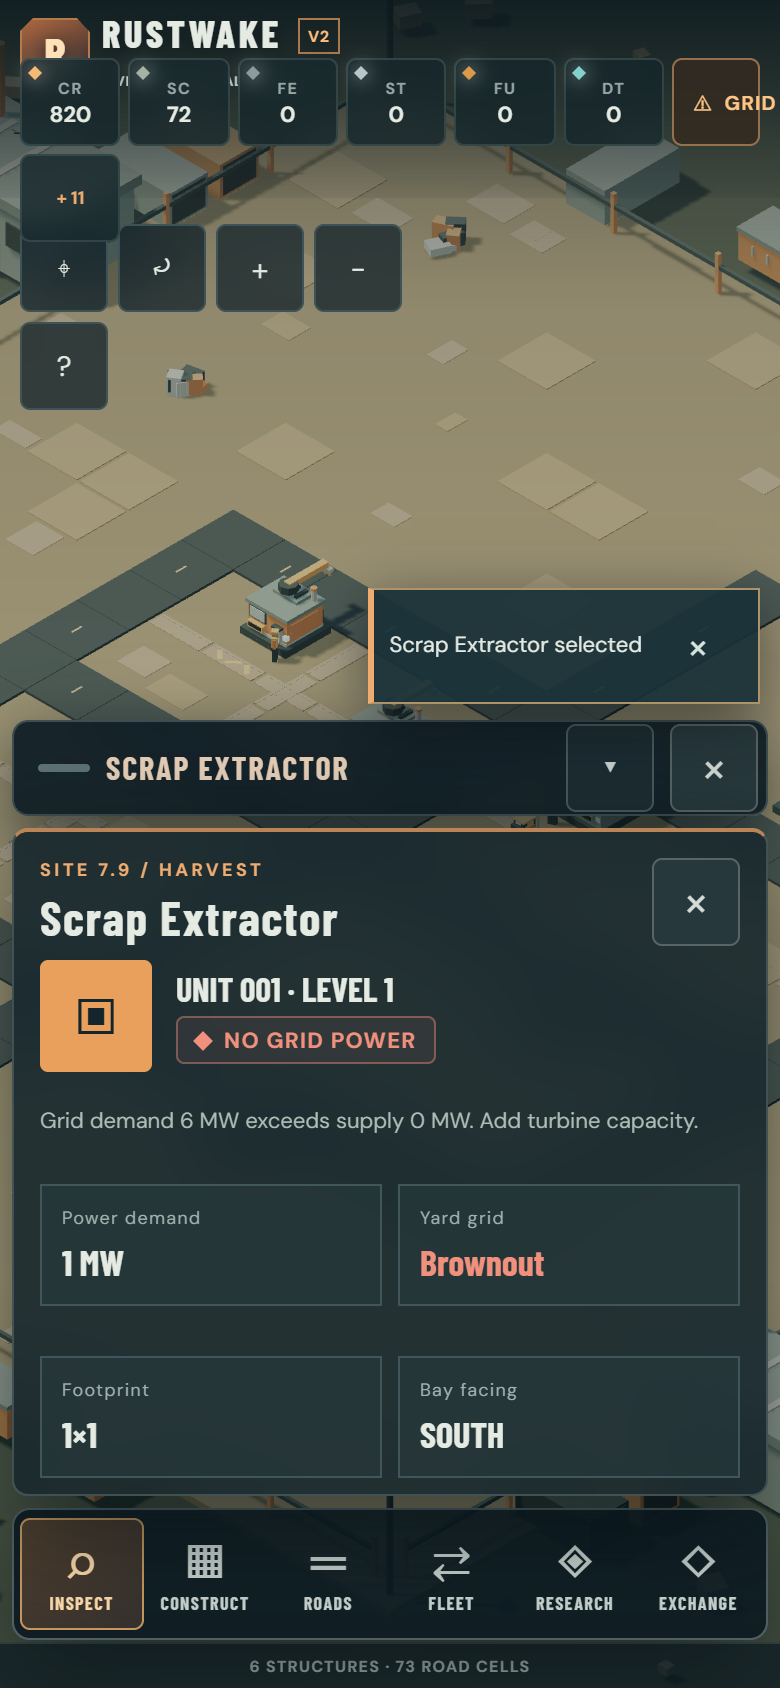 RUSTWAKE V2
CR SC FE ST FU DT
820 72 0 0 0 0 ⚠ GRID
+ 11
+ −
?
Scrap Extractor selected ×
SCRAP EXTRACTOR ▼ ×
SITE 7.9 / HARVEST
Scrap Extractor ×
UNIT 001 · LEVEL 1
◆ NO GRID POWER
Grid demand 6 MW exceeds supply 0 MW. Add turbine capacity.
Power demand Yard grid
1 MW Brownout
Footprint Bay facing
1×1 SOUTH
INSPECT CONSTRUCT ROADS FLEET RESEARCH EXCHANGE
6 STRUCTURES · 73 ROAD CELLS